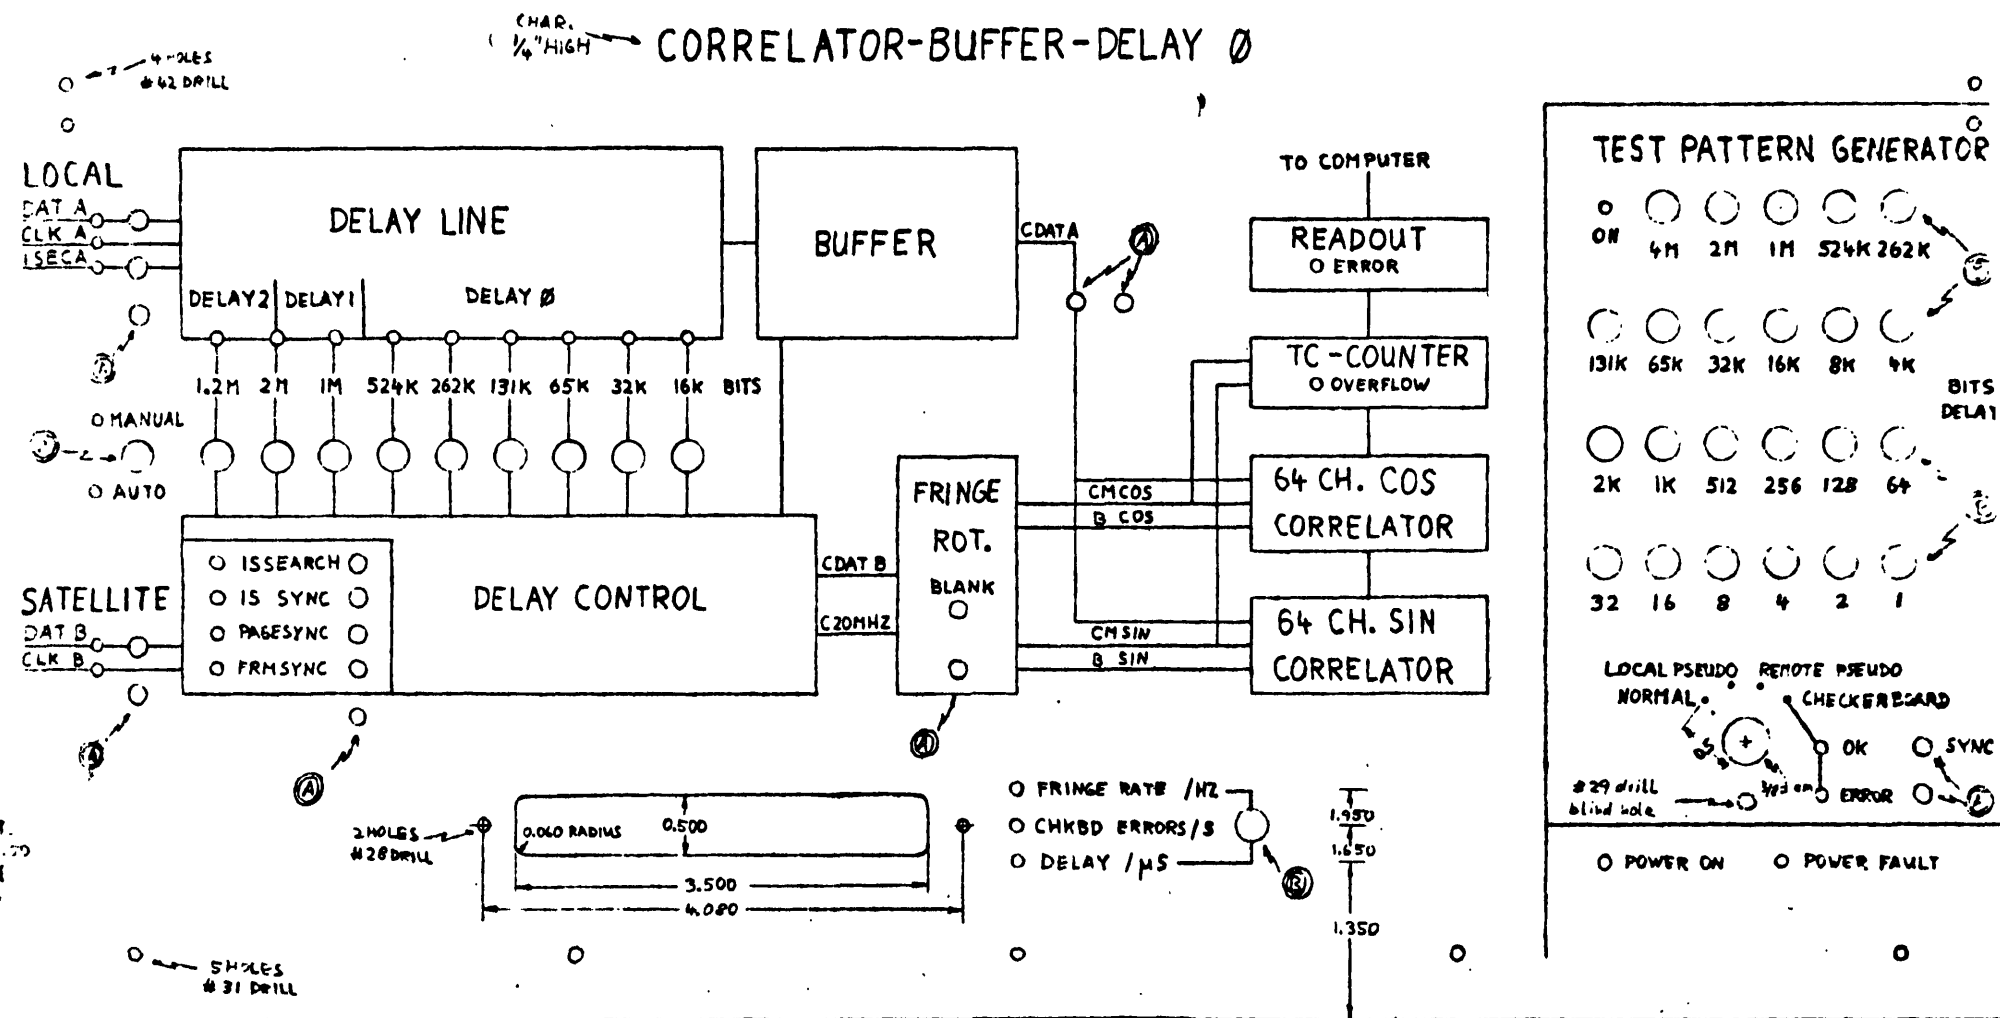 CHAR.
1/4" HIGH
CORRELATOR-BUFFER-DELAY Ø
#42 DRILL
LOCAL
DAT A
CLK A
1SECA
DELAY LINE
DELAY 2
DELAY 1
DELAY Ø
BUFFER
CDATA
A
TO COMPUTER
READOUT
ERROR
TC-COUNTER
OVERFLOW
1.2M 2M 1M 524K 262K 131K 65K 32K 16K BITS
MANUAL
AUTO
SATELLITE
DAT B
CLK B
ISSEARCH
IS SYNC
PAGESYNC
FRMSYNC
DELAY CONTROL
CDAT B
C20MHZ
FRINGE
ROT.
BLANK
CMCOS
B COS
64 CH. COS
CORRELATOR
CMSIN
B SIN
64 CH. SIN
CORRELATOR
A
A
A
2 HOLES
#28 DRILL
0.060 RADIUS
0.500
3.500
4.080
FRINGE RATE /HZ
CHKBD ERRORS/S
DELAY /µS
B
1.950
1.650
1.350
5 HOLES
#31 DRILL
TEST PATTERN GENERATOR
ON
4M 2M 1M 524K 262K
131K 65K 32K 16K 8K 4K
BITS
2K 1K 512 256 128 64
32 16 8 4 2 1
LOCAL PSEUDO REMOTE PSEUDO
NORMAL CHECKERBOARD
OK
SYNC
ERROR
#29 drill
blind hole
POWER ON
POWER FAULT